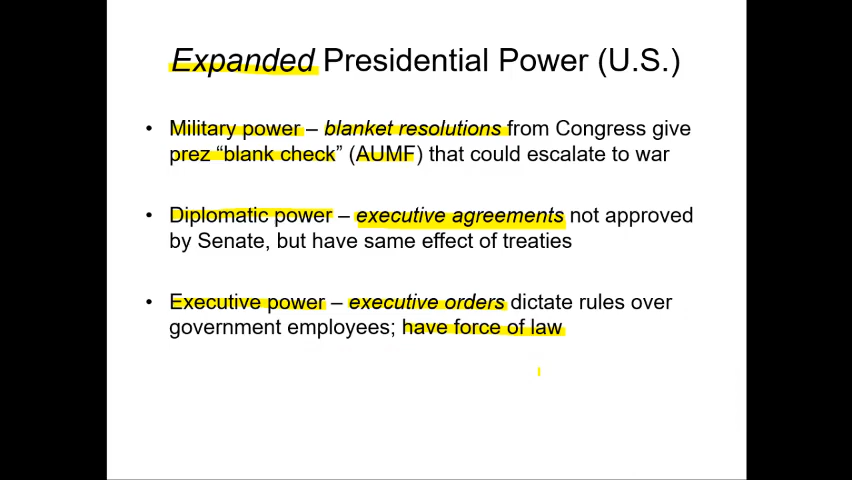 Expanded Presidential Power (U.S.)
• Military power – blanket resolutions from Congress give
prez “blank check” (AUMF) that could escalate to war
• Diplomatic power – executive agreements not approved
by Senate, but have same effect of treaties
• Executive power – executive orders dictate rules over
government employees; have force of law